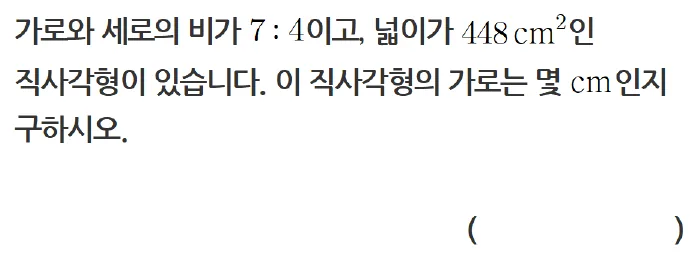 가로와 세로의 비가 7 : 4이고, 넓이가 448 cm²인
직사각형이 있습니다. 이 직사각형의 가로는 몇 cm인지
구하시오.
( )